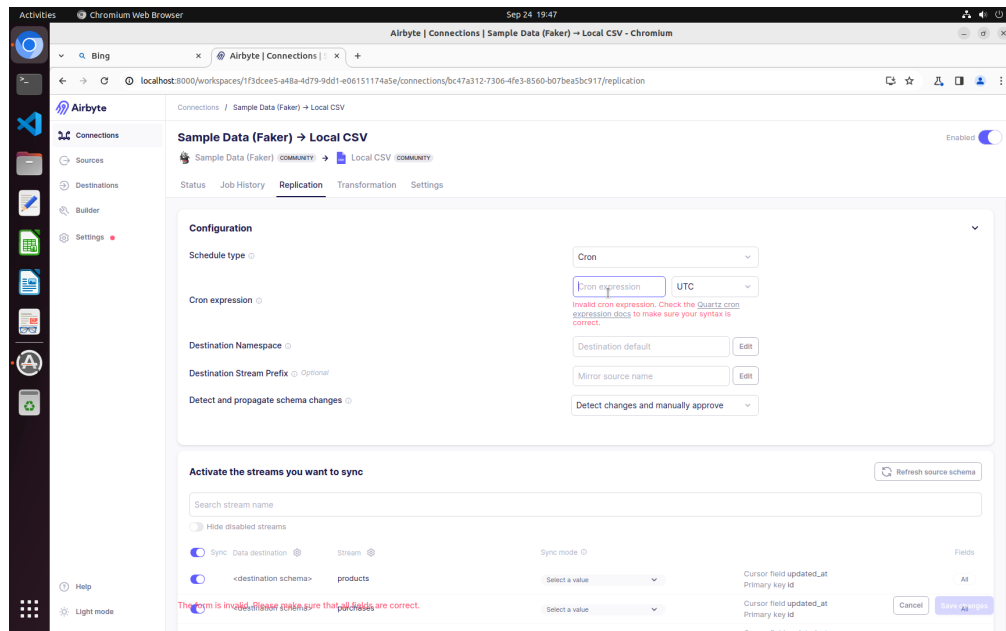 Activities Chromium Web Browser Sep 24 19:47
Airbyte | Connections | Sample Data (Faker) → Local CSV - Chromium
Bing Airbyte | Connections |
localhost:8000/workspaces/1f3dcee5-a48a-4d79-9dd1-e06151174a5e/connections/bc47a312-7306-4fe3-8560-b07bea5bc917/replication
Airbyte
Connections
Sources
Destinations
Builder
Settings
Help
Light mode
Connections / Sample Data (Faker) → Local CSV
Sample Data (Faker) → Local CSV
Enabled
Sample Data (Faker) COMMUNITY → Local CSV COMMUNITY
Status Job History Replication Transformation Settings
Configuration
Schedule type Cron
Cron expression Cron expression UTC
Invalid cron expression. Check the Quartz cron
expression docs to make sure your syntax is
correct.
Destination Namespace Destination default Edit
Destination Stream Prefix Optional Mirror source name Edit
Detect and propagate schema changes Detect changes and manually approve
Activate the streams you want to sync Refresh source schema
Search stream name
Hide disabled streams
Sync Data destination Stream Sync mode Fields
<destination schema> products Select a value Cursor field updated_at All
Primary key id
<destination schema> purchases Select a value Cursor field updated_at All
Primary key id
The form is invalid. Please make sure that all fields are correct. Cancel Save changes